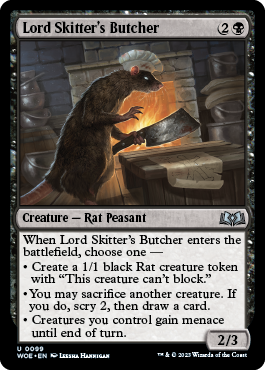 Lord Skitter's Butcher 2
Creature — Rat Peasant
When Lord Skitter's Butcher enters the
battlefield, choose one —
• Create a 1/1 black Rat creature token
with "This creature can't block."
• You may sacrifice another creature. If
you do, scry 2, then draw a card.
• Creatures you control gain menace
until end of turn.
2/3
U 0099
WOE • EN Leesha Hannigan
™ & © 2023 Wizards of the Coast